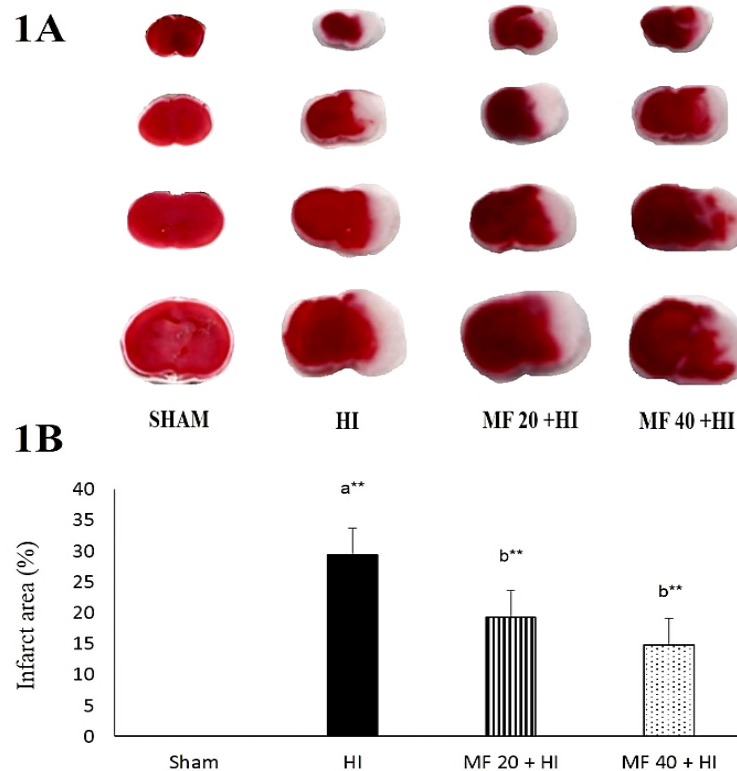 1A
SHAM HI MF 20 +HI MF 40 +HI
1B
40
35
30
25
20
15
10
5
0
Infarct area (%)
a**
b**
b**
Sham HI MF 20 + HI MF 40 + HI